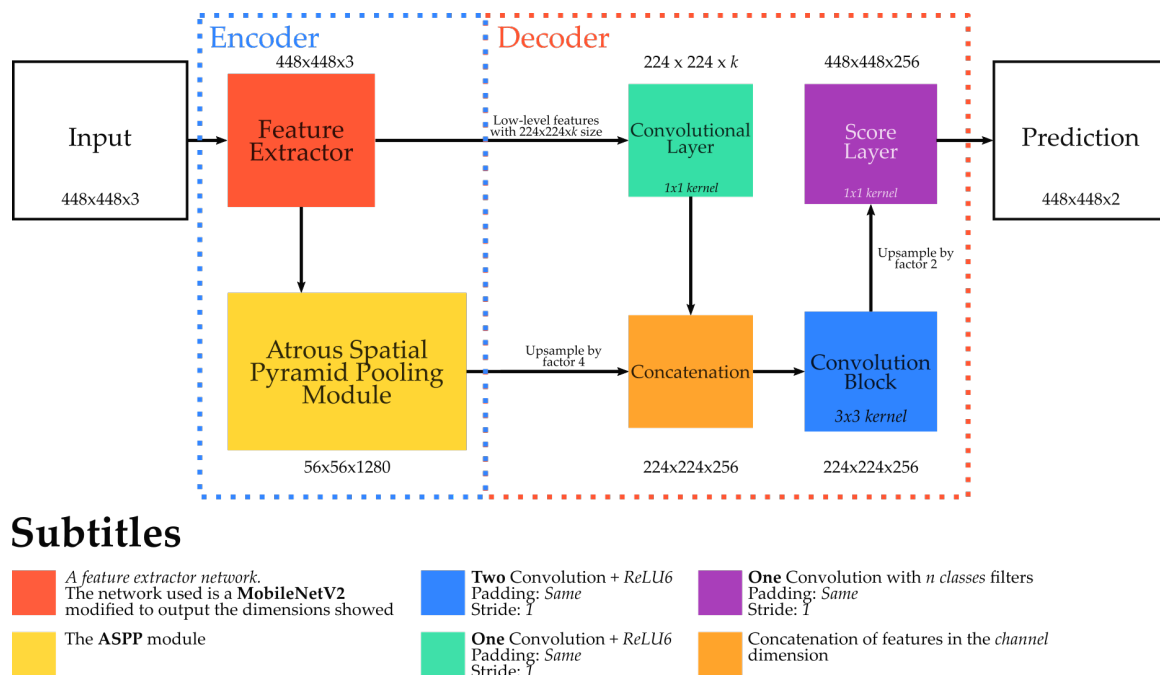 Encoder
Decoder
448x448x3
224 x 224 x k
448x448x256
Input
448x448x3
Feature
Extractor
Low-level features
with 224x224xk size
Convolutional
Layer
1x1 kernel
Score
Layer
1x1 kernel
Prediction
448x448x2
Upsample by
factor 2
Atrous Spatial
Pyramid Pooling
Module
Upsample by
factor 4
Concatenation
Convolution
Block
3x3 kernel
56x56x1280
224x224x256
224x224x256
Subtitles
A feature extractor network.
The network used is a MobileNetV2
modified to output the dimensions showed
The ASPP module
Two Convolution + ReLU6
Padding: Same
Stride: 1
One Convolution + ReLU6
Padding: Same
Stride: 1
One Convolution with n classes filters
Padding: Same
Stride: 1
Concatenation of features in the channel
dimension